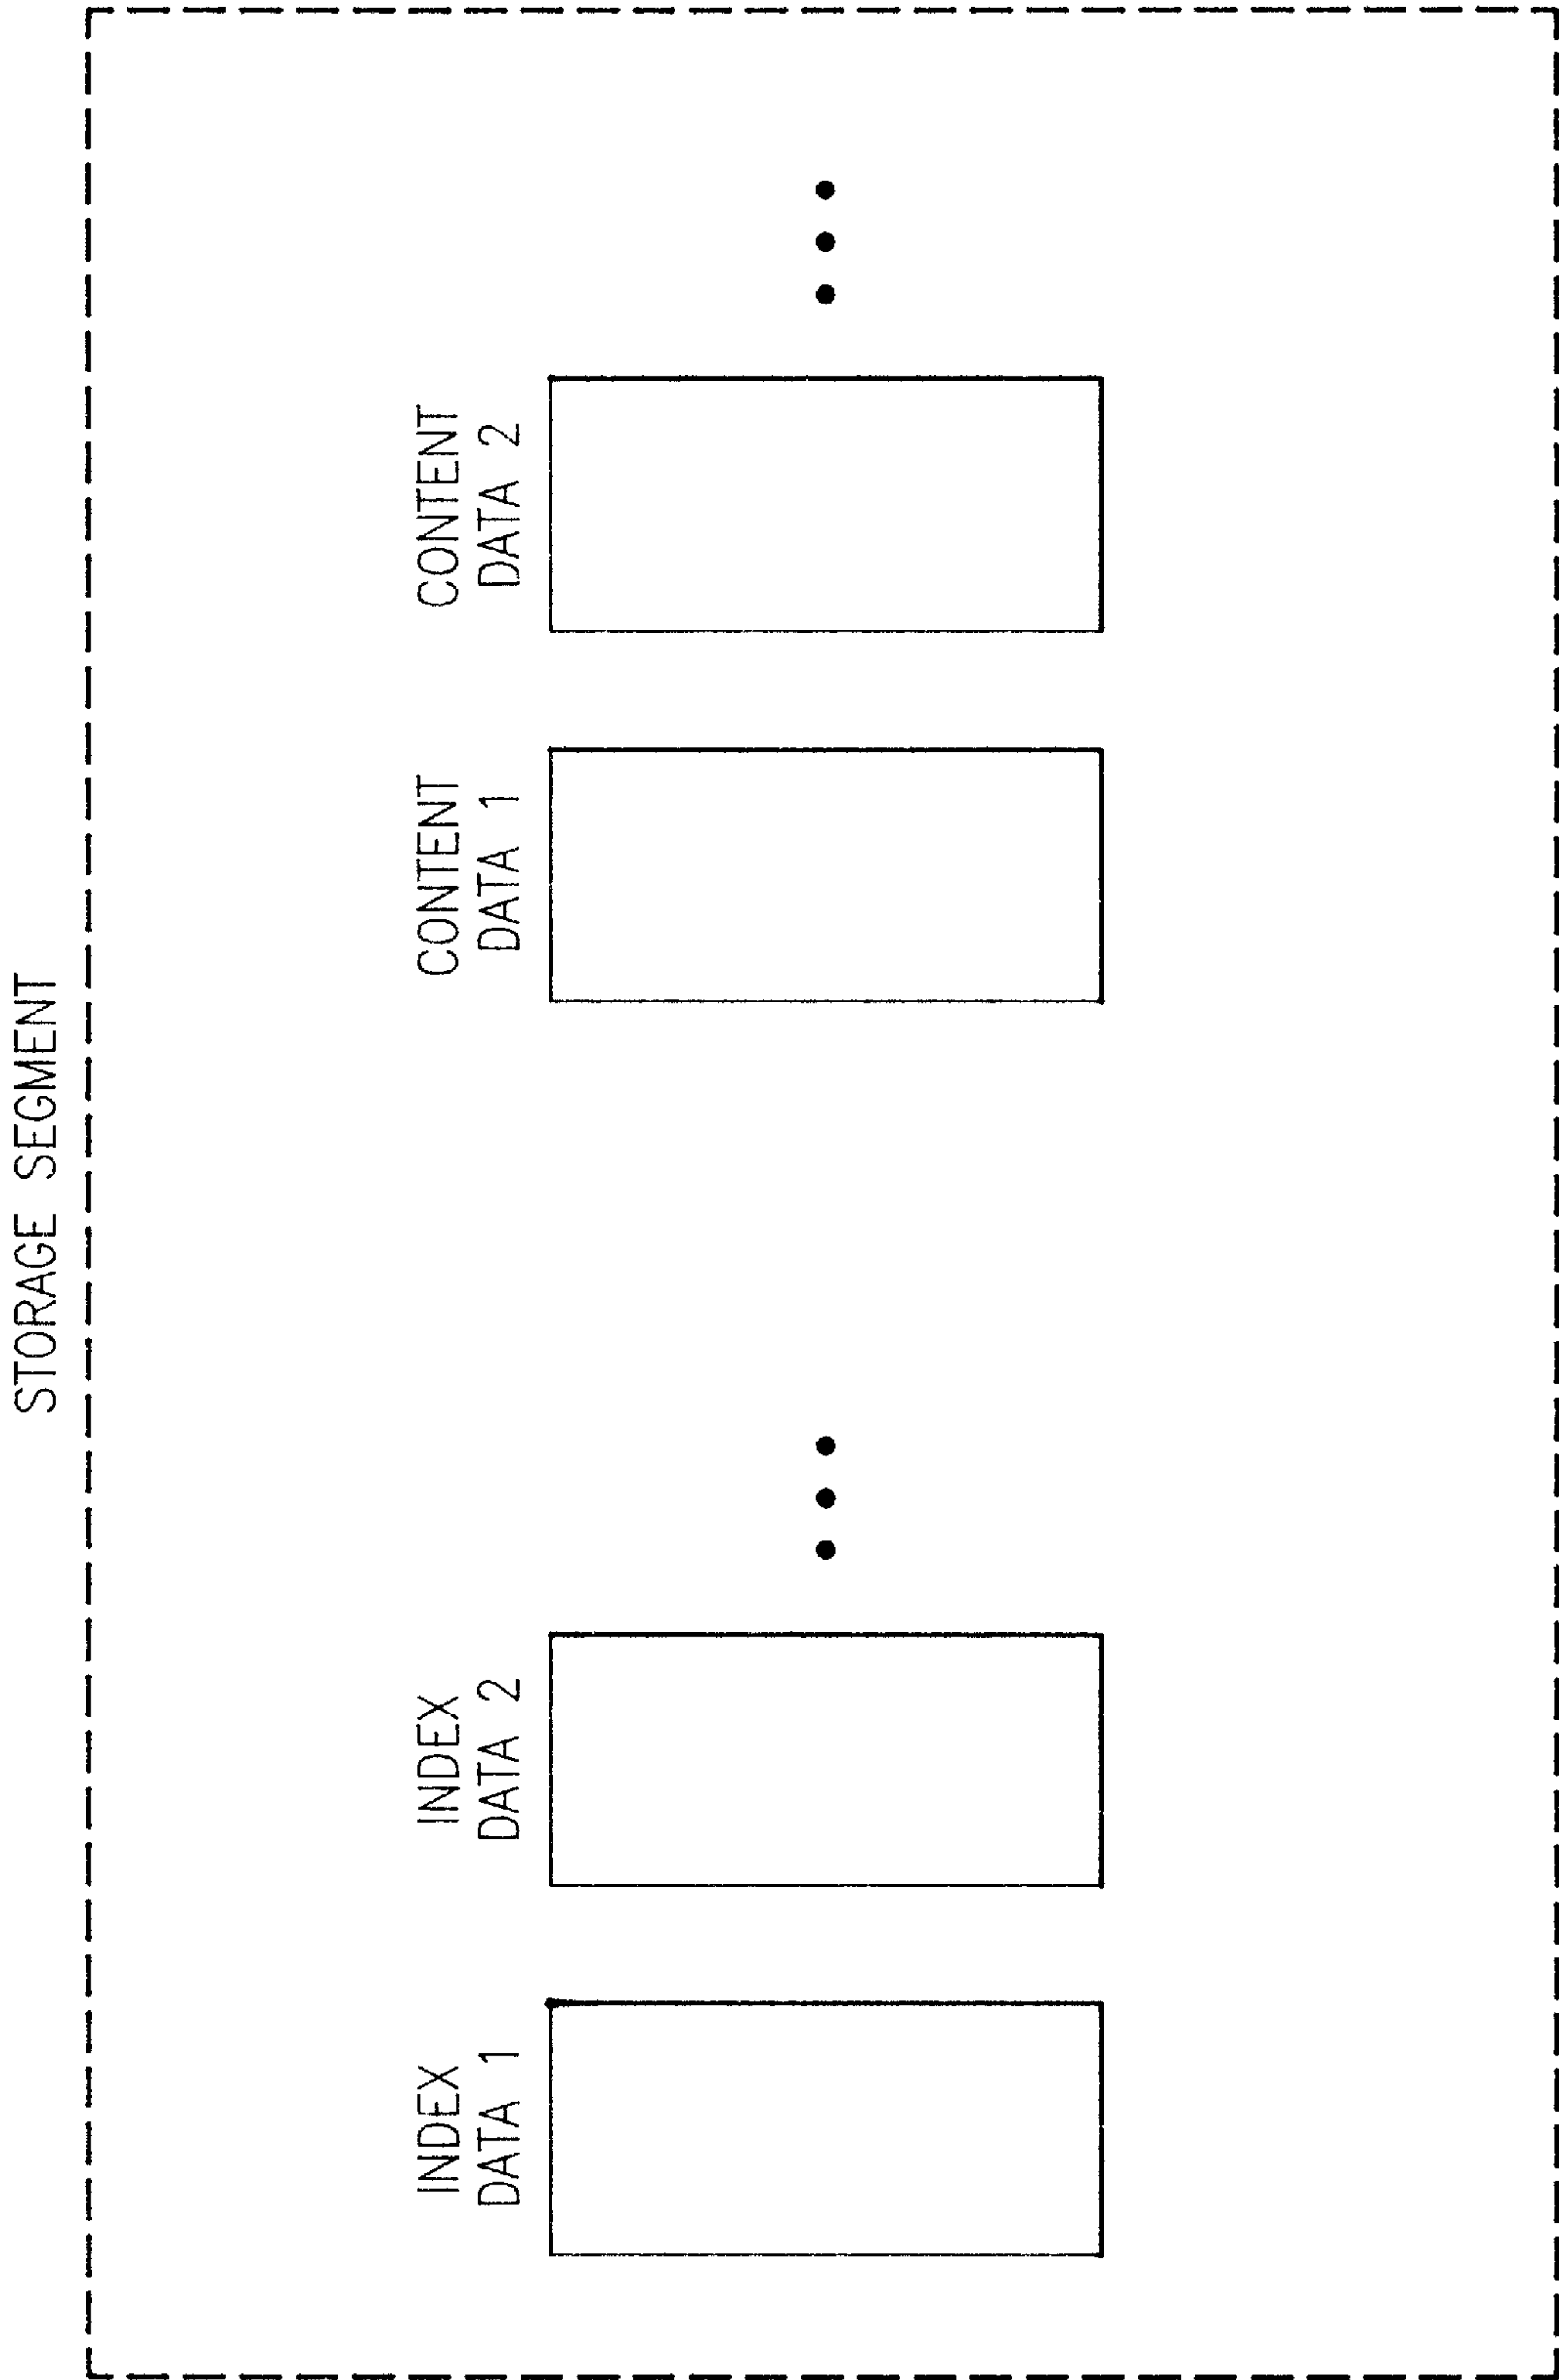 STORAGE SEGMENT
INDEX
DATA 1
INDEX
DATA 2
CONTENT
DATA 1
CONTENT
DATA 2